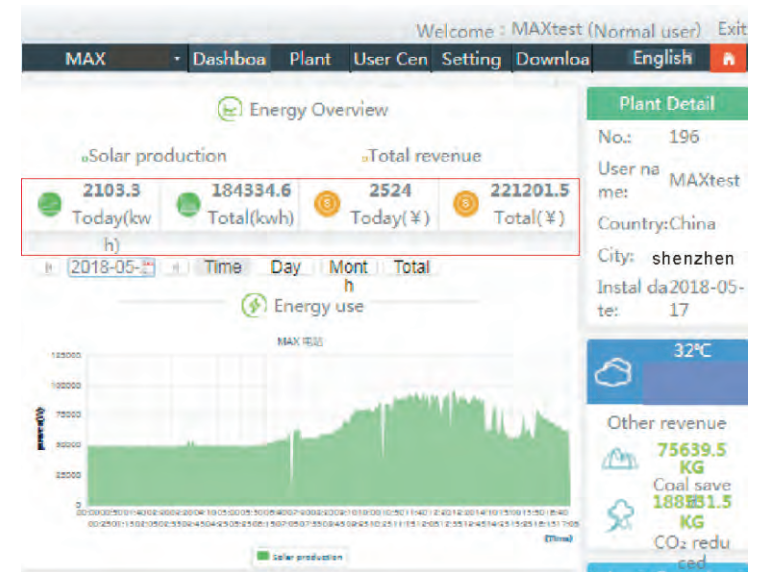 Welcome : MAXtest (Normal user) Exit
MAX Dashboa Plant User Cen Setting Downloa English
Energy Overview
Solar production Total revenue
2103.3 184334.6 2524 221201.5
Today(kw Total(kwh) Today(¥) Total(¥)
h)
2018-05- Time Day Mont Total
h
Energy use
MAX 电站
125000
100000
75000
50000
25000
0
power(W)
(Time)
Solar production
Plant Detail
No.: 196
User na
me: MAXtest
Country:China
City: shenzhen
Instal da2018-05-
te: 17
32℃
Other revenue
75639.5
KG
Coal save
KG
CO₂ redu
ced